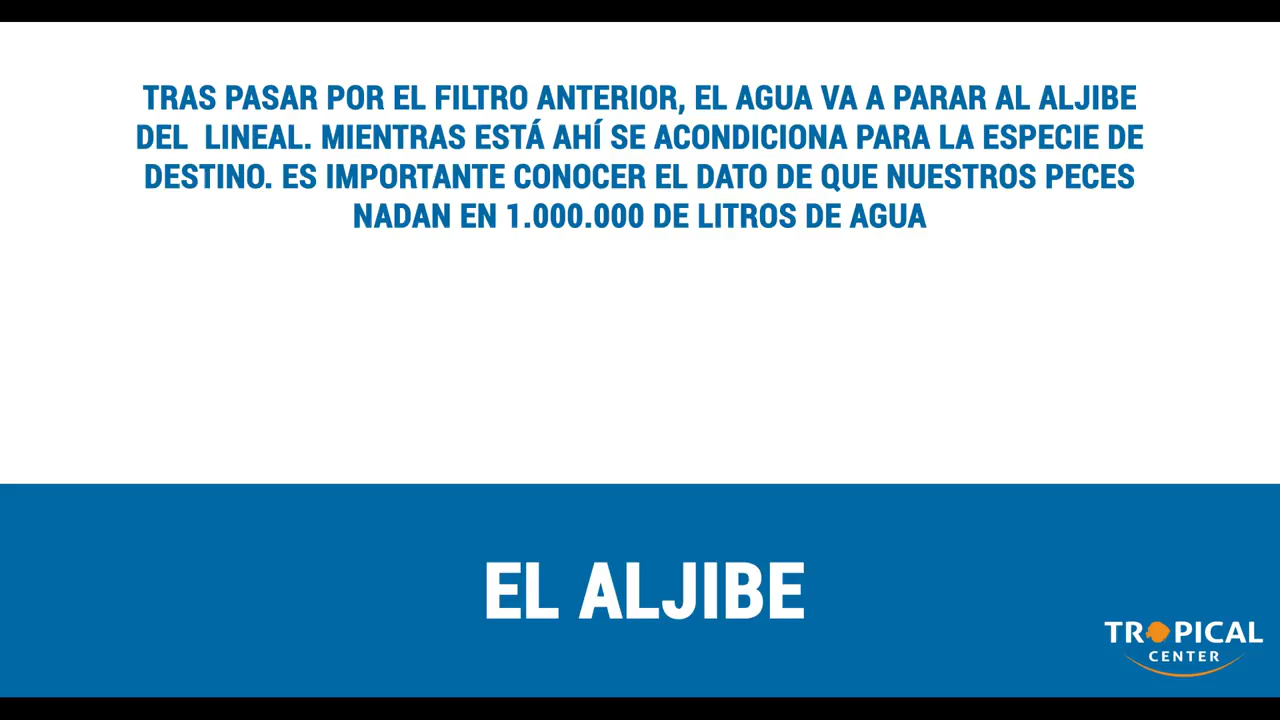 TRAS PASAR POR EL FILTRO ANTERIOR, EL AGUA VA A PARAR AL ALJIBE
DEL  LINEAL. MIENTRAS ESTÁ AHÍ SE ACONDICIONA PARA LA ESPECIE DE
DESTINO. ES IMPORTANTE CONOCER EL DATO DE QUE NUESTROS PECES
NADAN EN 1.000.000 DE LITROS DE AGUA
EL ALJIBE
TROPICAL
CENTER